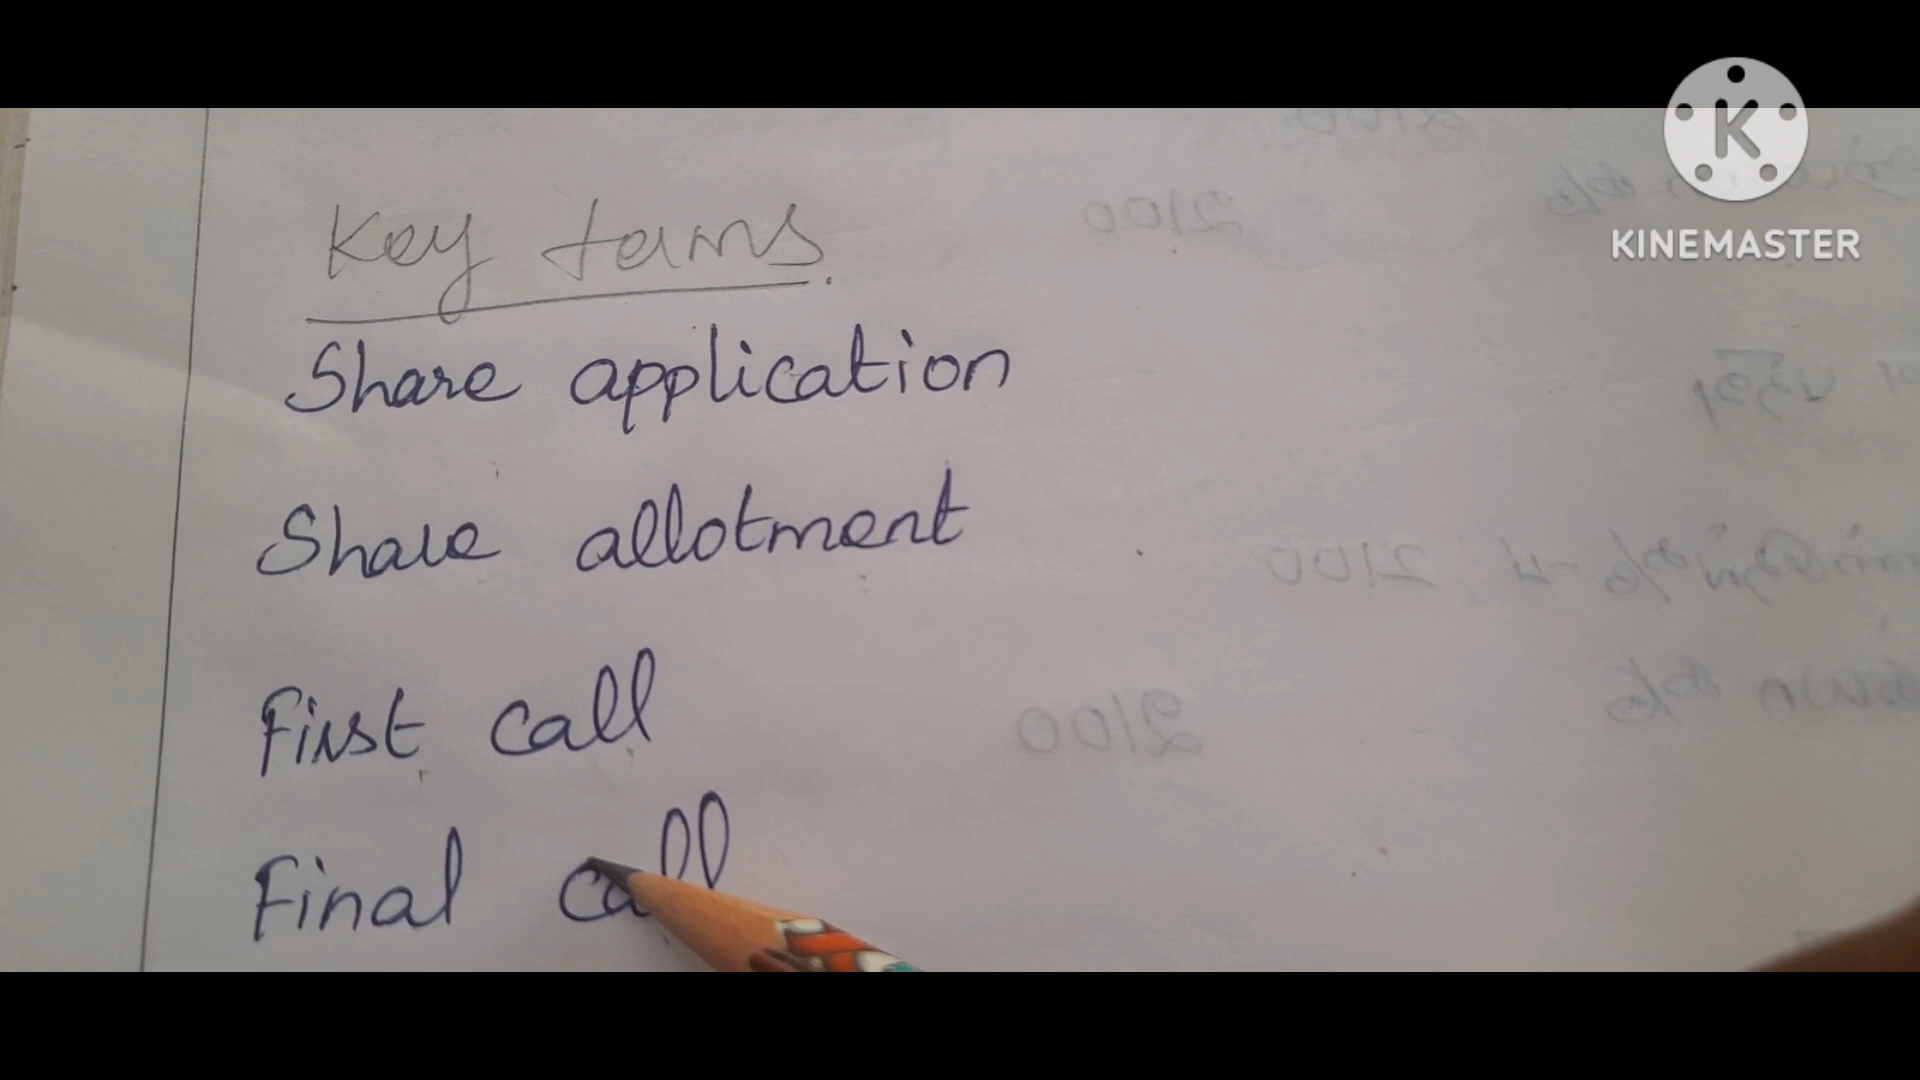 Key terms.
Share application
Share allotment
First call
Final call
KINEMASTER